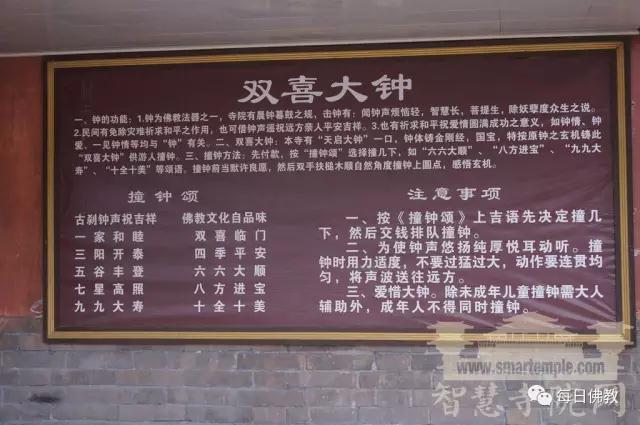 双喜大钟
一、钟的功能：1.钟为佛教法器之一，寺院有晨钟暮鼓之规，击钟有：闻钟声烦恼轻，智慧长，菩提生，除妖孽度众生之说。
2.民间有免除灾难祈求和平之作用，也可借钟声遥祝远方亲人平安吉祥。3.也有祈求和平祝爱情圆满成功之意义，如钟情、钟
爱、一见钟情等均与“钟”有关。二、双喜大钟：本寺有“天启大钟”一口，钟体铸金刚经，国宝，特按原钟之玄机铸此
“双喜大钟”供游人撞钟。三、撞钟方法：先付款，按“撞钟颂”选择撞几下，如“六六大顺”、“八方进宝”、“九九大
寿”、“十全十美”等颂语，撞钟前当默许良愿，然后双手扶槌木顺自然角度撞钟上圆点，感悟玄机。
撞钟颂
古刹钟声祝吉祥 佛教文化自品味
一家和睦 双喜临门
三阳开泰 四季平安
五谷丰登 六六大顺
七星高照 八方进宝
九九大寿 十全十美
注意事项
一、按《撞钟颂》上吉语先决定撞几
下，然后交钱排队撞钟。
二、为使钟声悠扬纯厚悦耳动听。撞
钟时用力适度，不要过猛过大，动作要连贯均
匀，将声波送往远方。
三、爱惜大钟。除未成年儿童撞钟需大人
辅助外，成年人不得同时撞钟。
www.smartemple.com
智慧寺院网
每日佛教